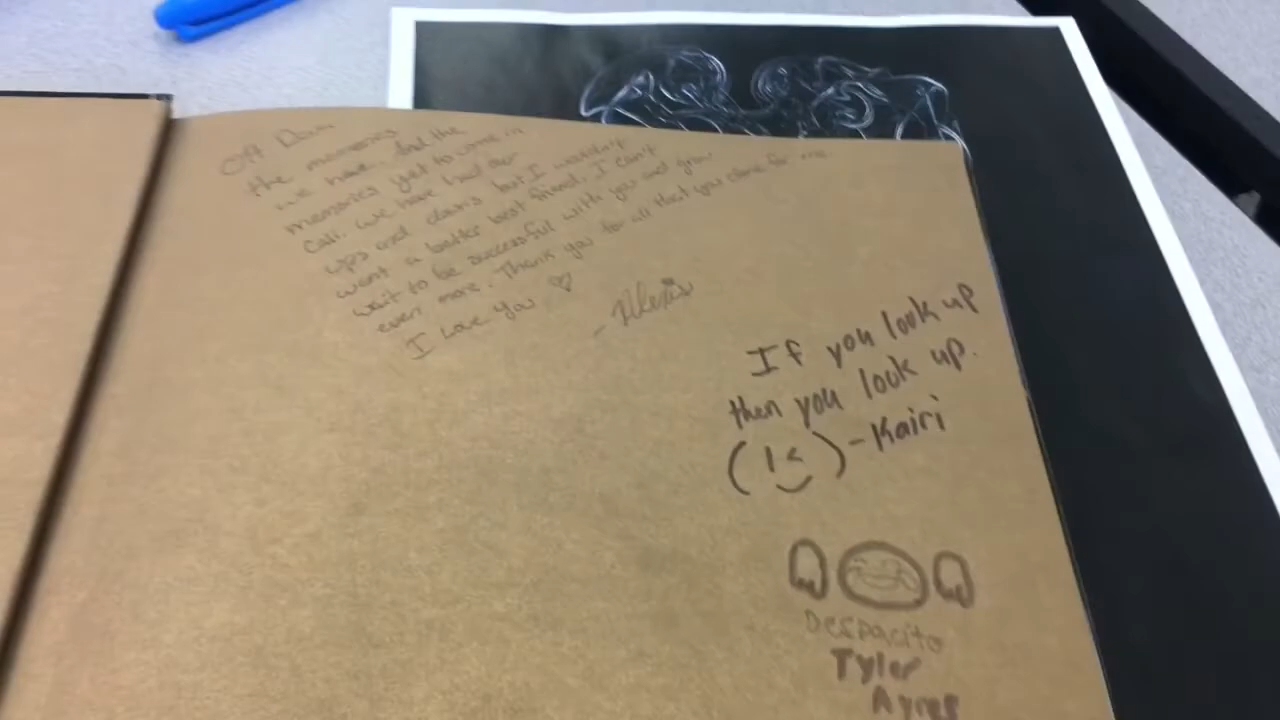 Off Dam
the memories
we have. And the
memories yet to come in
Cali. We have had our
ups and downs but I wouldn't
want a better best friend. I can't
wait to be successful with you and grow
even more. Thank you for all that you done for me
I Love You ♡
- Alexis
If you look up
then you look up.
(!<‿)-Kairi
Despacito
Tyler
Ayres